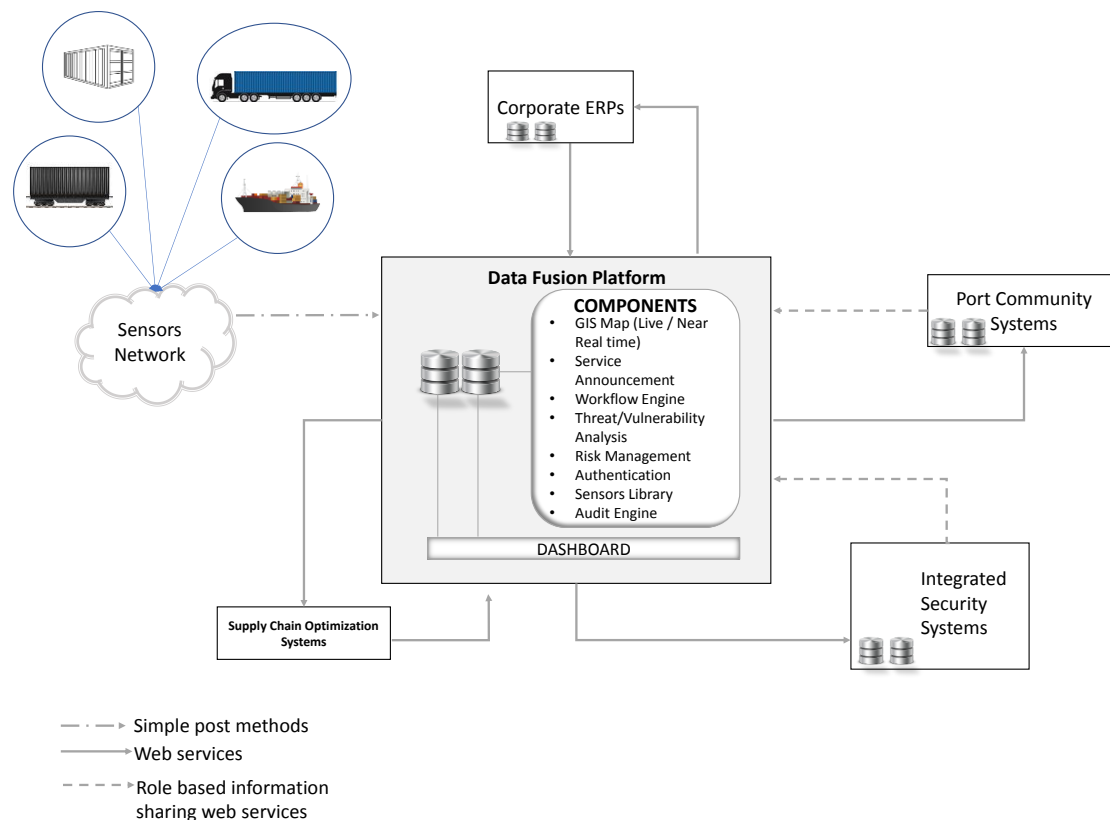 Corporate ERPs
Data Fusion Platform
COMPONENTS
• GIS Map (Live / Near
Real time)
• Service
Announcement
• Workflow Engine
• Threat/Vulnerability
Analysis
• Risk Management
• Authentication
• Sensors Library
• Audit Engine
DASHBOARD
Sensors
Network
Port Community
Systems
Integrated
Security
Systems
Supply Chain Optimization
Systems
Simple post methods
Web services
Role based information
sharing web services